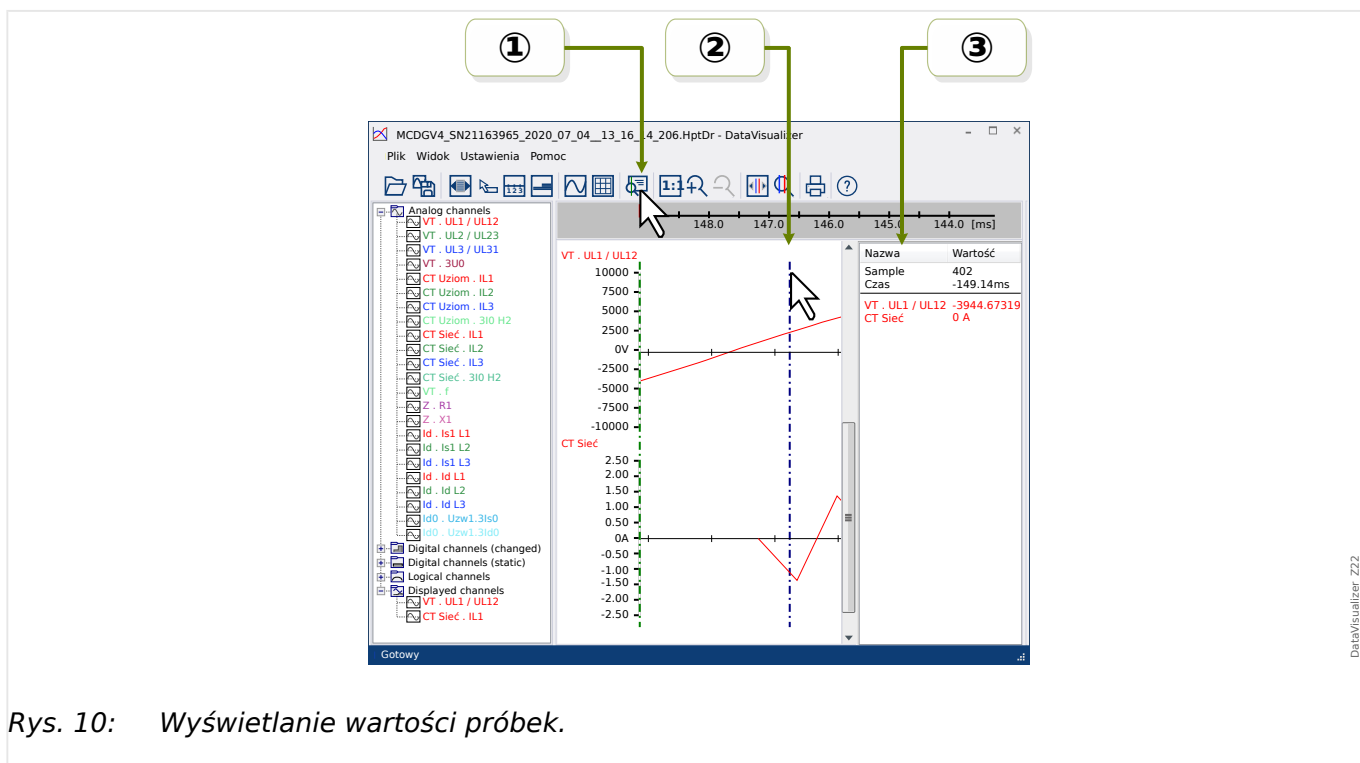 ① ② ③
MCDGV4_SN21163965_2020_07_04__13_16_14_206.HptDr - DataVisualizer
Plik Widok Ustawienia Pomoc
1 2 3
1:1
?
148.0 147.0 146.0 145.0 144.0 [ms]
Analog channels
VT . UL1 / UL12
VT . UL2 / UL23
VT . UL3 / UL31
VT . 3U0
CT Uziom . IL1
CT Uziom . IL2
CT Uziom . IL3
CT Uziom . 3I0 H2
CT Sieć . IL1
CT Sieć . IL2
CT Sieć . IL3
CT Sieć . 3I0 H2
VT . f
Z . R1
Z . X1
Id . Is1 L1
Id . Is1 L2
Id . Is1 L3
Id . Id L1
Id . Id L2
Id . Id L3
Id0 . Uzw1.3Is0
Id0 . Uzw1.3Id0
Digital channels (changed)
Digital channels (static)
Logical channels
Displayed channels
VT . UL1 / UL12
CT Sieć . IL1
VT . UL1 / UL12
10000
7500
5000
2500
0V
-2500
-5000
-7500
-10000
CT Sieć
2.50
2.00
1.50
1.00
0.50
0A
-0.50
-1.00
-1.50
-2.00
-2.50
Nazwa Wartość
Sample 402
Czas -149.14ms
VT . UL1 / UL12 -3944.67319
CT Sieć 0 A
Gotowy
DataVisualizer_Z22
Rys. 10: Wyświetlanie wartości próbek.